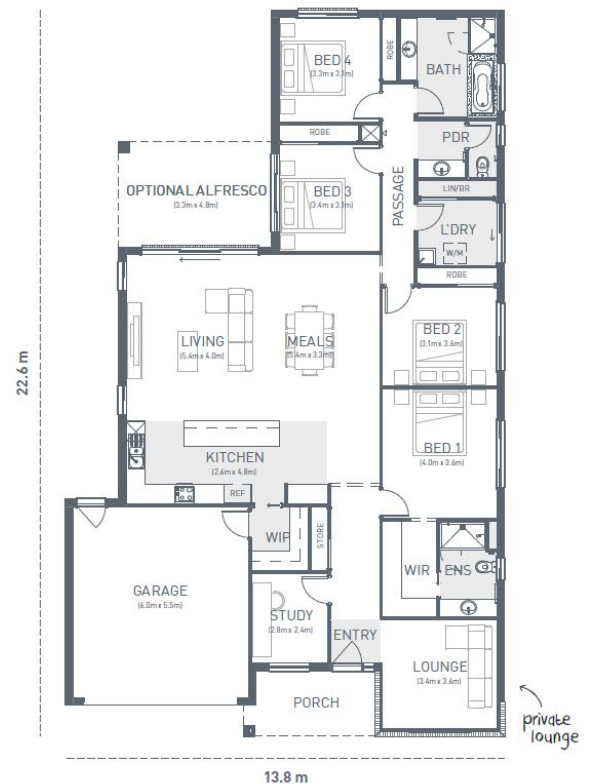 BED 4
(3.3m x 3.1m)
ROBE
BATH
ROBE
PDR
OPTIONAL ALFRESCO
(3.3m x 4.8m)
BED 3
(3.4m x 3.1m)
PASSAGE
LIN/BR
L'DRY
W/M
ROBE
LIVING
(5.4m x 4.0m)
MEALS
(5.4m x 3.3m)
BED 2
(3.1m x 3.6m)
22.6 m
BED 1
(4.0m x 3.6m)
KITCHEN
(2.6m x 4.8m)
REF
WIP
STORE
WIR
ENS
GARAGE
(6.0m x 5.5m)
STUDY
(2.8m x 2.4m)
ENTRY
LOUNGE
(3.4m x 3.6m)
PORCH
private
lounge
13.8 m